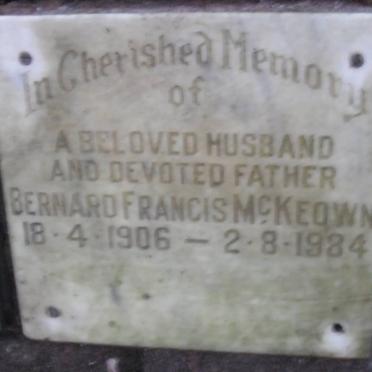 In Cherished Memory
of
A BELOVED HUSBAND
AND DEVOTED FATHER
BERNARD FRANCIS McKEOWN
18·4·1906 – 2·8·1984